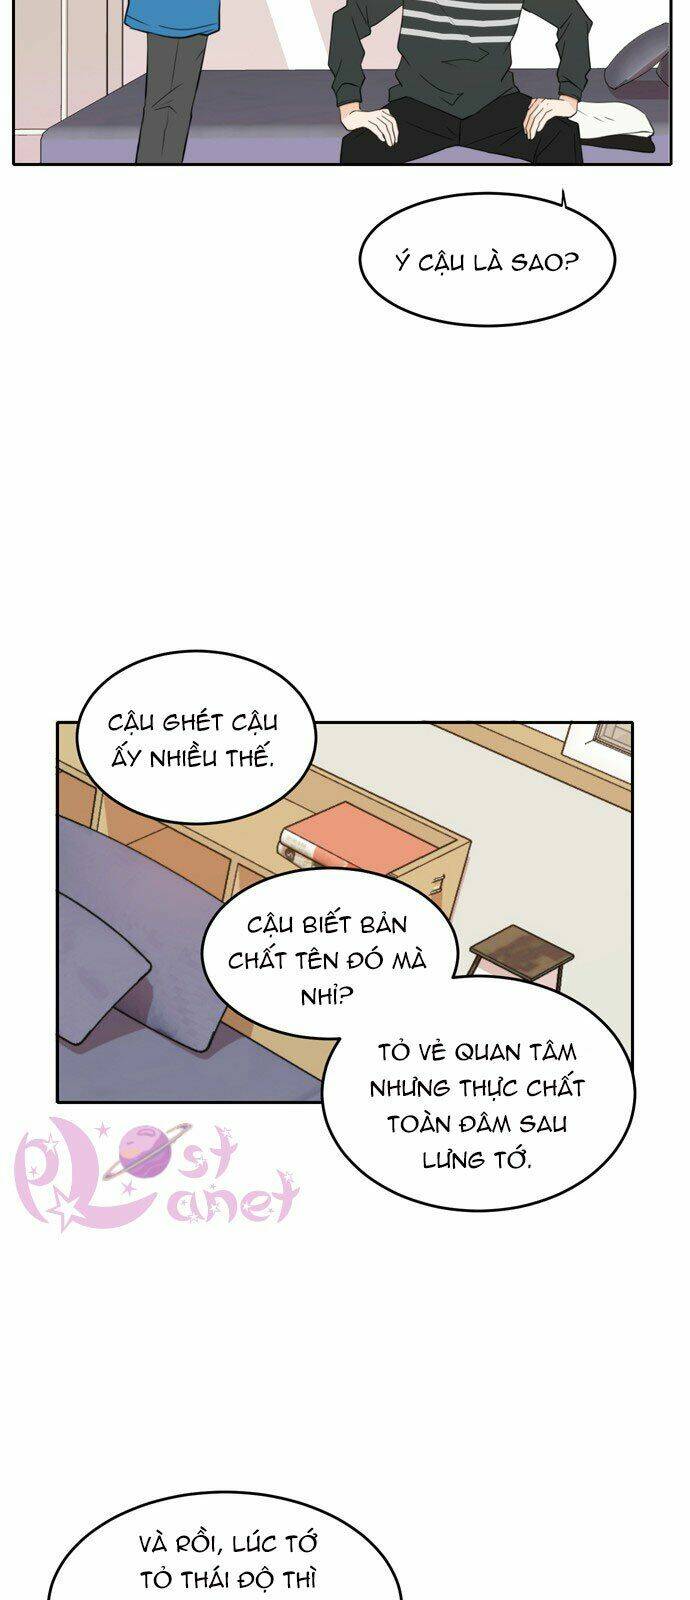 Ý CẬU LÀ SAO?
CẬU GHÉT CẬU
ẤY NHIỀU THẾ.
CẬU BIẾT BẢN
CHẤT TÊN ĐÓ MÀ
NHỈ?
TỎ VẺ QUAN TÂM
NHƯNG THỰC CHẤT
TOÀN ĐÂM SAU
LƯNG TỚ.
Lost
Planet
VÀ RỒI, LÚC TỚ
TỎ THÁI ĐỘ THÌ